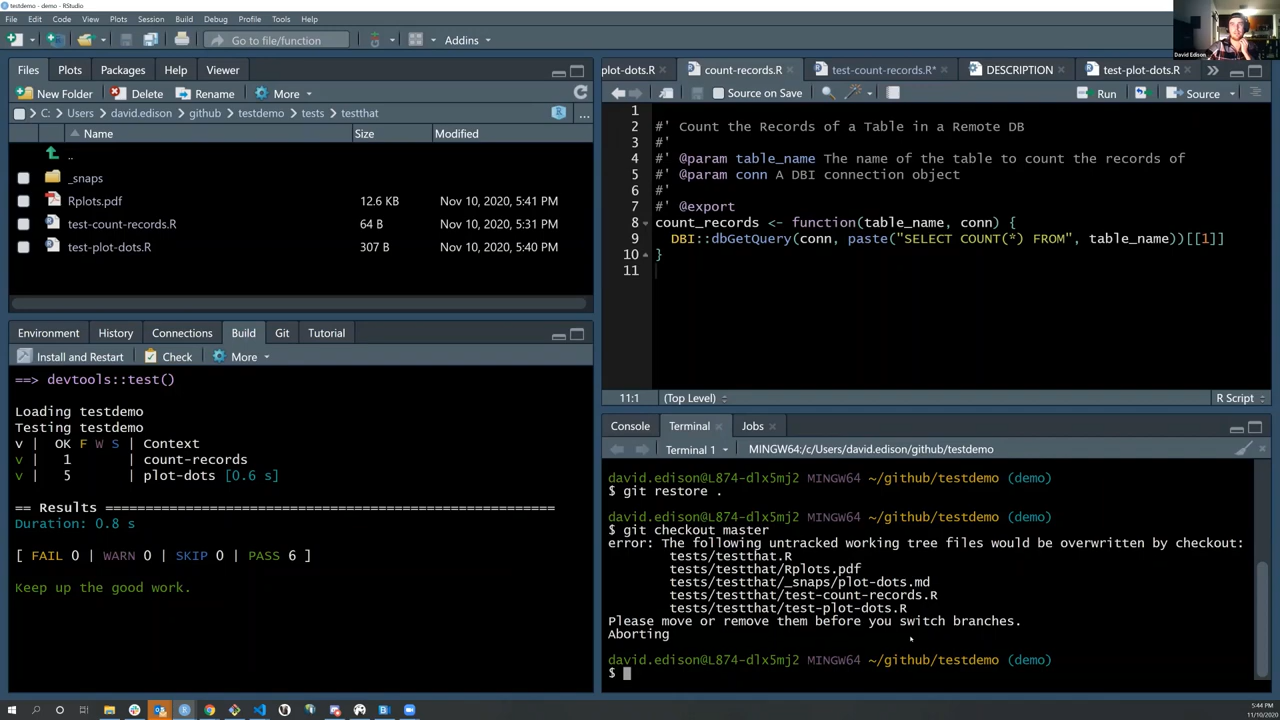 testdemo - demo - RStudio
File Edit Code View Plots Session Build Debug Profile Tools Help
Go to file/function Addins
David Edison
Files Plots Packages Help Viewer
New Folder Delete Rename More
C: Users david.edison github testdemo tests testthat ...
Name Size Modified
..
_snaps
Rplots.pdf 12.6 KB Nov 10, 2020, 5:41 PM
test-count-records.R 64 B Nov 10, 2020, 5:31 PM
test-plot-dots.R 307 B Nov 10, 2020, 5:40 PM
Environment History Connections Build Git Tutorial
Install and Restart Check More
==> devtools::test()
Loading testdemo
Testing testdemo
v | OK F W S | Context
v | 1 | count-records
v | 5 | plot-dots [0.6 s]
== Results ========================================================
Duration: 0.8 s
[ FAIL 0 | WARN 0 | SKIP 0 | PASS 6 ]
Keep up the good work.
plot-dots.R count-records.R test-count-records.R* DESCRIPTION test-plot-dots.R
Source on Save Run Source
1
2 #' Count the Records of a Table in a Remote DB
3 #'
4 #' @param table_name The name of the table to count the records of
5 #' @param conn A DBI connection object
6 #'
7 #' @export
8 count_records <- function(table_name, conn) {
9 DBI::dbGetQuery(conn, paste("SELECT COUNT(*) FROM", table_name))[[1]]
10 }
11
11:1 (Top Level) R Script
Console Terminal Jobs
Terminal 1 MINGW64:/c/Users/david.edison/github/testdemo
david.edison@L874-dlx5mj2 MINGW64 ~/github/testdemo (demo)
$ git restore .
david.edison@L874-dlx5mj2 MINGW64 ~/github/testdemo (demo)
$ git checkout master
error: The following untracked working tree files would be overwritten by checkout:
tests/testthat.R
tests/testthat/Rplots.pdf
tests/testthat/_snaps/plot-dots.md
tests/testthat/test-count-records.R
tests/testthat/test-plot-dots.R
Please move or remove them before you switch branches.
Aborting
david.edison@L874-dlx5mj2 MINGW64 ~/github/testdemo (demo)
$
5:44 PM
11/10/2020